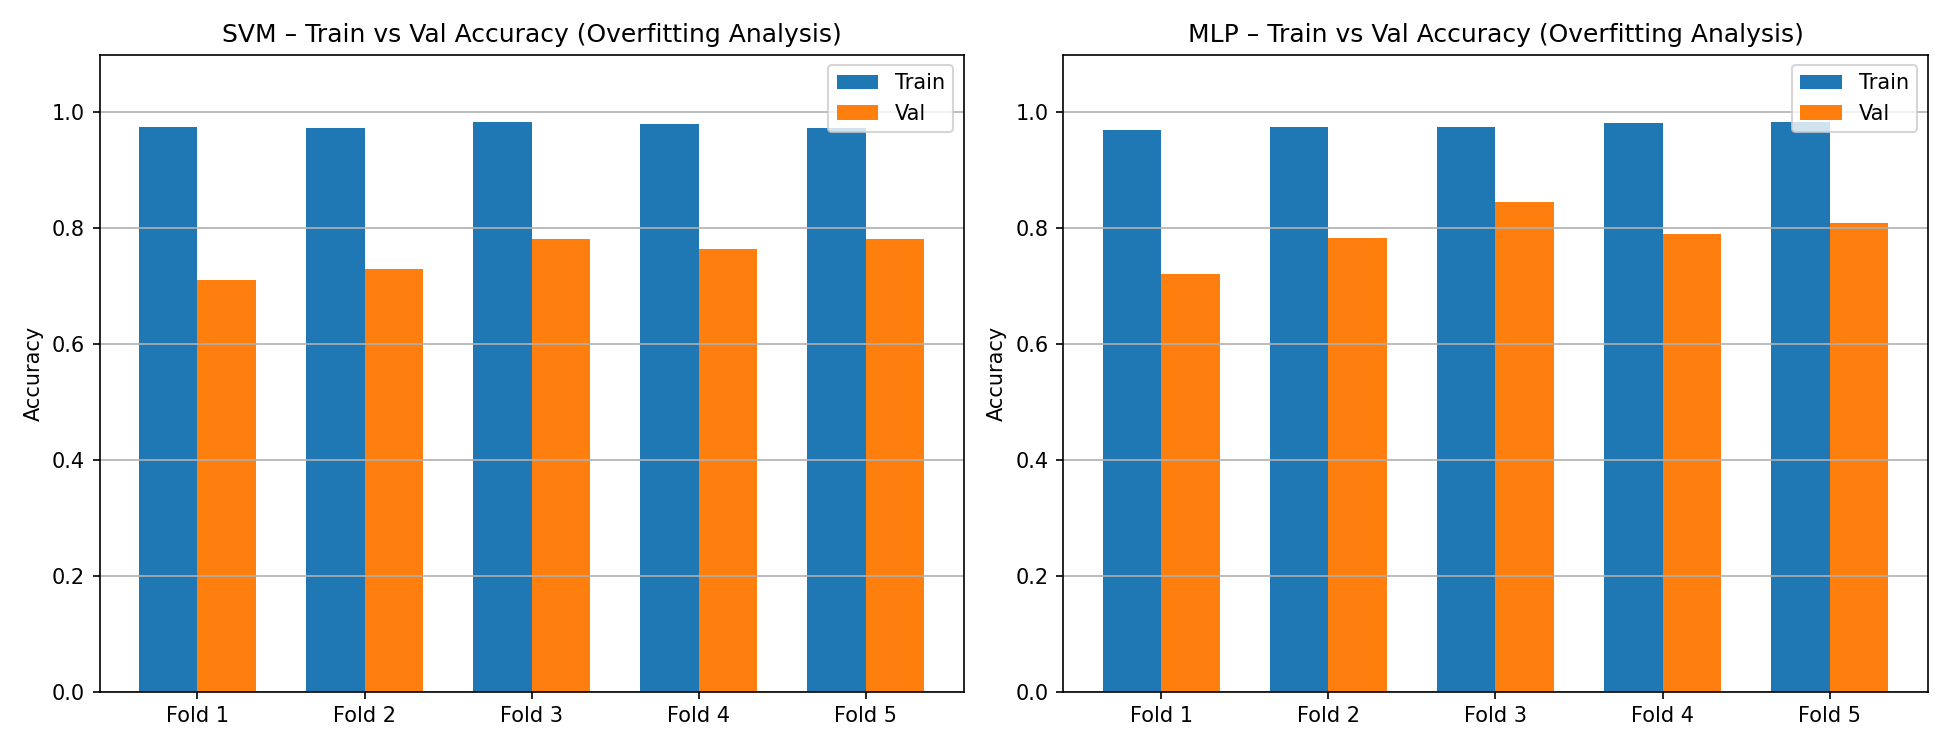 SVM – Train vs Val Accuracy (Overfitting Analysis)
Train
Val
Accuracy
1.0
0.8
0.6
0.4
0.2
0.0
Fold 1
Fold 2
Fold 3
Fold 4
Fold 5
MLP – Train vs Val Accuracy (Overfitting Analysis)
Train
Val
Accuracy
1.0
0.8
0.6
0.4
0.2
0.0
Fold 1
Fold 2
Fold 3
Fold 4
Fold 5